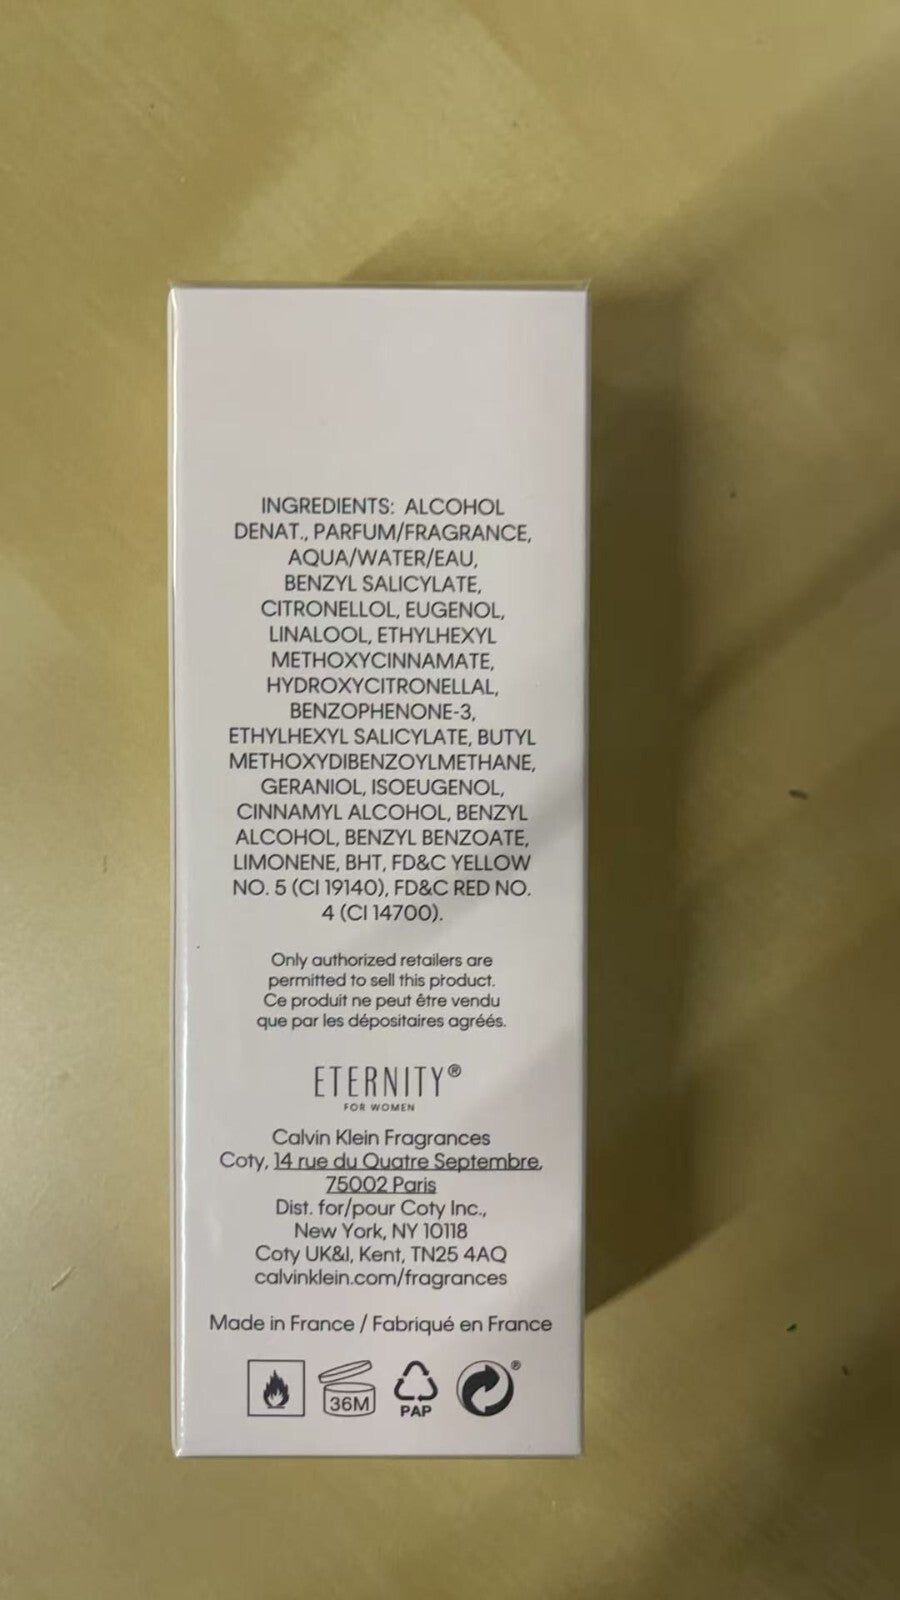 INGREDIENTS: ALCOHOL
DENAT., PARFUM/FRAGRANCE,
AQUA/WATER/EAU,
BENZYL SALICYLATE,
CITRONELLOL, EUGENOL,
LINALOOL, ETHYLHEXYL
METHOXYCINNAMATE,
HYDROXYCITRONELLAL,
BENZOPHENONE-3,
ETHYLHEXYL SALICYLATE, BUTYL
METHOXYDIBENZOYLMETHANE,
GERANIOL, ISOEUGENOL,
CINNAMYL ALCOHOL, BENZYL
ALCOHOL, BENZYL BENZOATE,
LIMONENE, BHT, FD&C YELLOW
NO. 5 (CI 19140), FD&C RED NO.
4 (CI 14700).
Only authorized retailers are
permitted to sell this product.
Ce produit ne peut être vendu
que par les dépositaires agréés.
ETERNITY®
FOR WOMEN
Calvin Klein Fragrances
Coty, 14 rue du Quatre Septembre,
75002 Paris
Dist. for/pour Coty Inc.,
New York, NY 10118
Coty UK&I, Kent, TN25 4AQ
calvinklein.com/fragrances
Made in France / Fabriqué en France
36M PAP ®